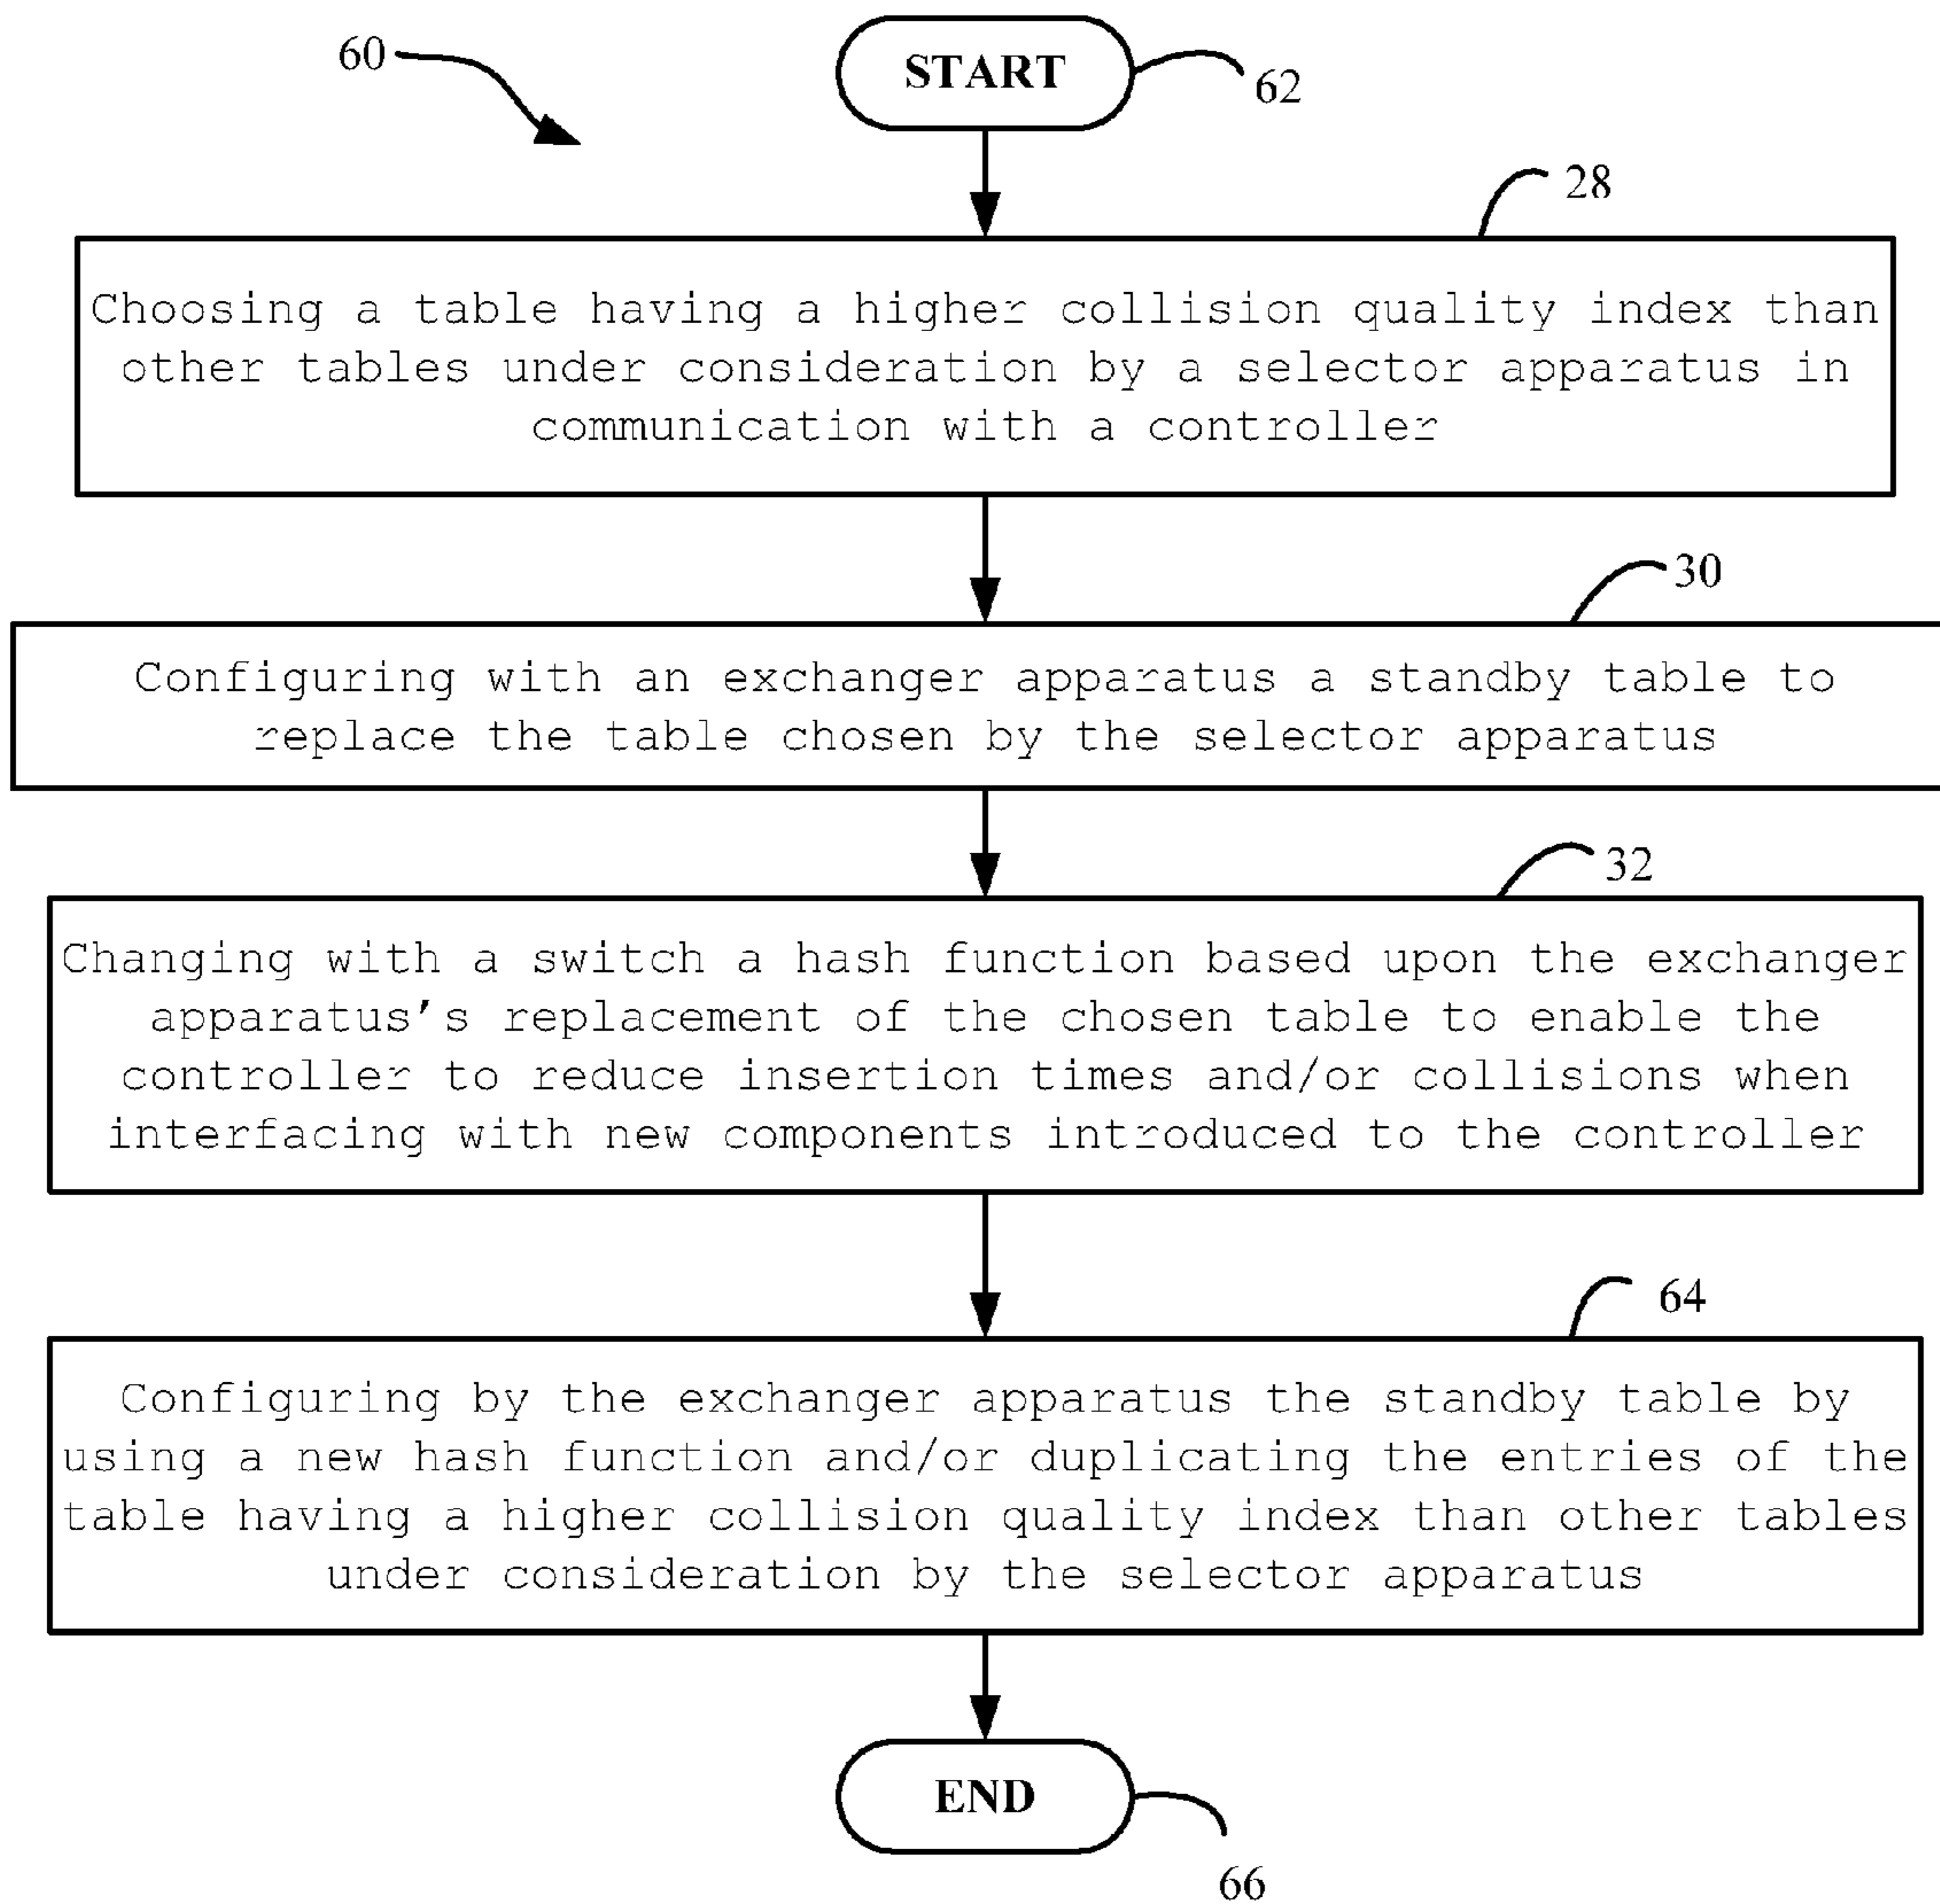 60
START
62
28
Choosing a table having a higher collision quality index than
other tables under consideration by a selector apparatus in
communication with a controller
30
Configuring with an exchanger apparatus a standby table to
replace the table chosen by the selector apparatus
32
Changing with a switch a hash function based upon the exchanger
apparatus's replacement of the chosen table to enable the
controller to reduce insertion times and/or collisions when
interfacing with new components introduced to the controller
64
Configuring by the exchanger apparatus the standby table by
using a new hash function and/or duplicating the entries of the
table having a higher collision quality index than other tables
under consideration by the selector apparatus
END
66